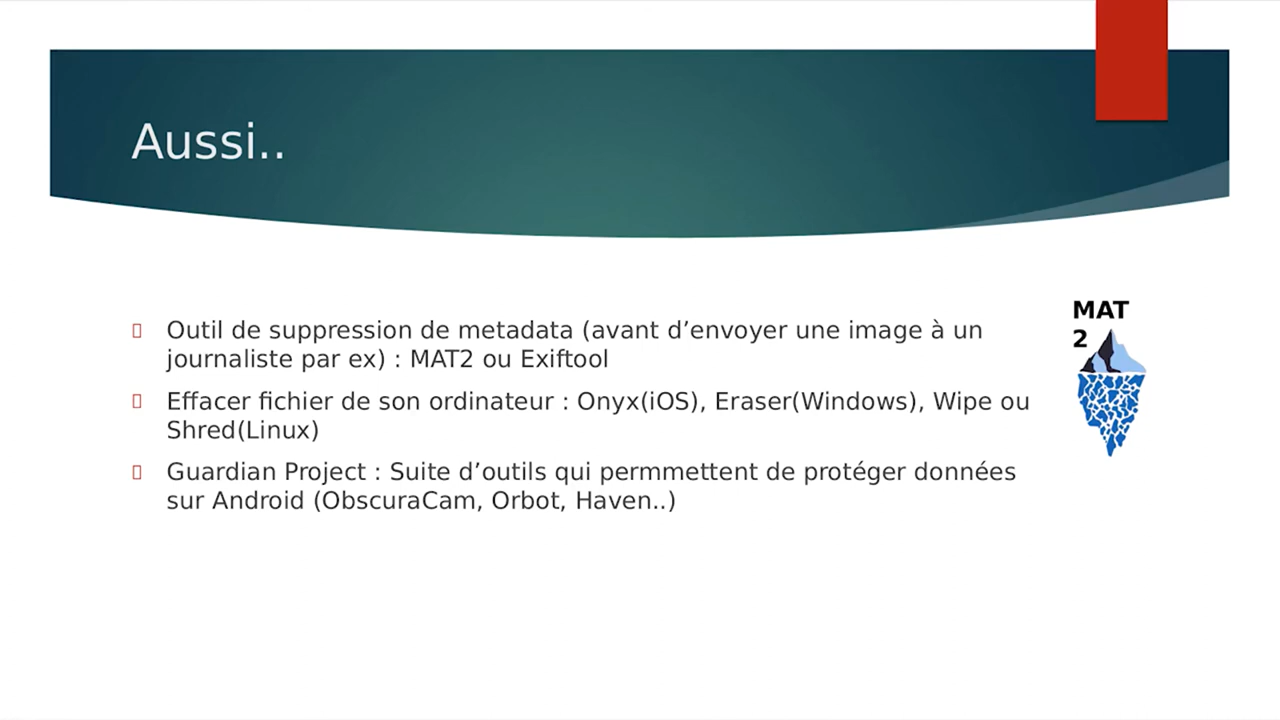 Aussi..
Outil de suppression de metadata (avant d’envoyer une image à un
journaliste par ex) : MAT2 ou Exiftool
Effacer fichier de son ordinateur : Onyx(iOS), Eraser(Windows), Wipe ou
Shred(Linux)
Guardian Project : Suite d’outils qui permmettent de protéger données
sur Android (ObscuraCam, Orbot, Haven..)
MAT
2